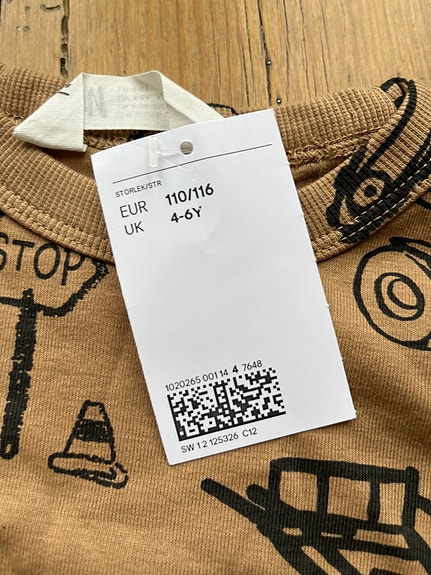 STORLEK/STR
EUR 110/116
UK 4-6Y
1020265 001 14 4 7648
SW 1 2 125326 C12
STOP